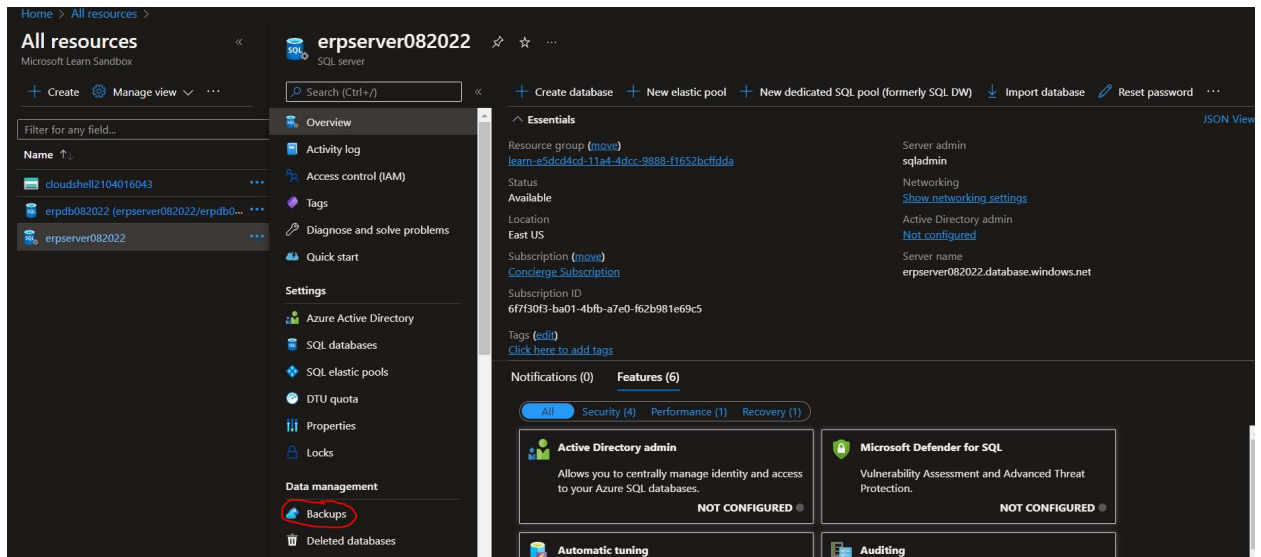 Home > All resources >
All resources
Microsoft Learn Sandbox
+ Create Manage view ...
Filter for any field...
Name ↑↓
cloudshell2104016043 ...
erpdb082022 (erpserver082022/erpdb0... ...
erpserver082022 ...
erpserver082022 ...
SQL server
Search (Ctrl+/)
Overview
Activity log
Access control (IAM)
Tags
Diagnose and solve problems
Quick start
Settings
Azure Active Directory
SQL databases
SQL elastic pools
DTU quota
Properties
Locks
Data management
Backups
Deleted databases
+ Create database + New elastic pool + New dedicated SQL pool (formerly SQL DW) Import database Reset password ...
Essentials
JSON View
Resource group (move)
learn-e5dcd4cd-11a4-4dcc-9888-f1652bcffdda
Status
Available
Location
East US
Subscription (move)
Concierge Subscription
Subscription ID
6f7f30f3-ba01-4bfb-a7e0-f62b981e69c5
Tags (edit)
Click here to add tags
Server admin
sqladmin
Networking
Show networking settings
Active Directory admin
Not configured
Server name
erpserver082022.database.windows.net
Notifications (0) Features (6)
All Security (4) Performance (1) Recovery (1)
Active Directory admin
Allows you to centrally manage identity and access
to your Azure SQL databases.
NOT CONFIGURED
Microsoft Defender for SQL
Vulnerability Assessment and Advanced Threat
Protection.
NOT CONFIGURED
Automatic tuning
Auditing